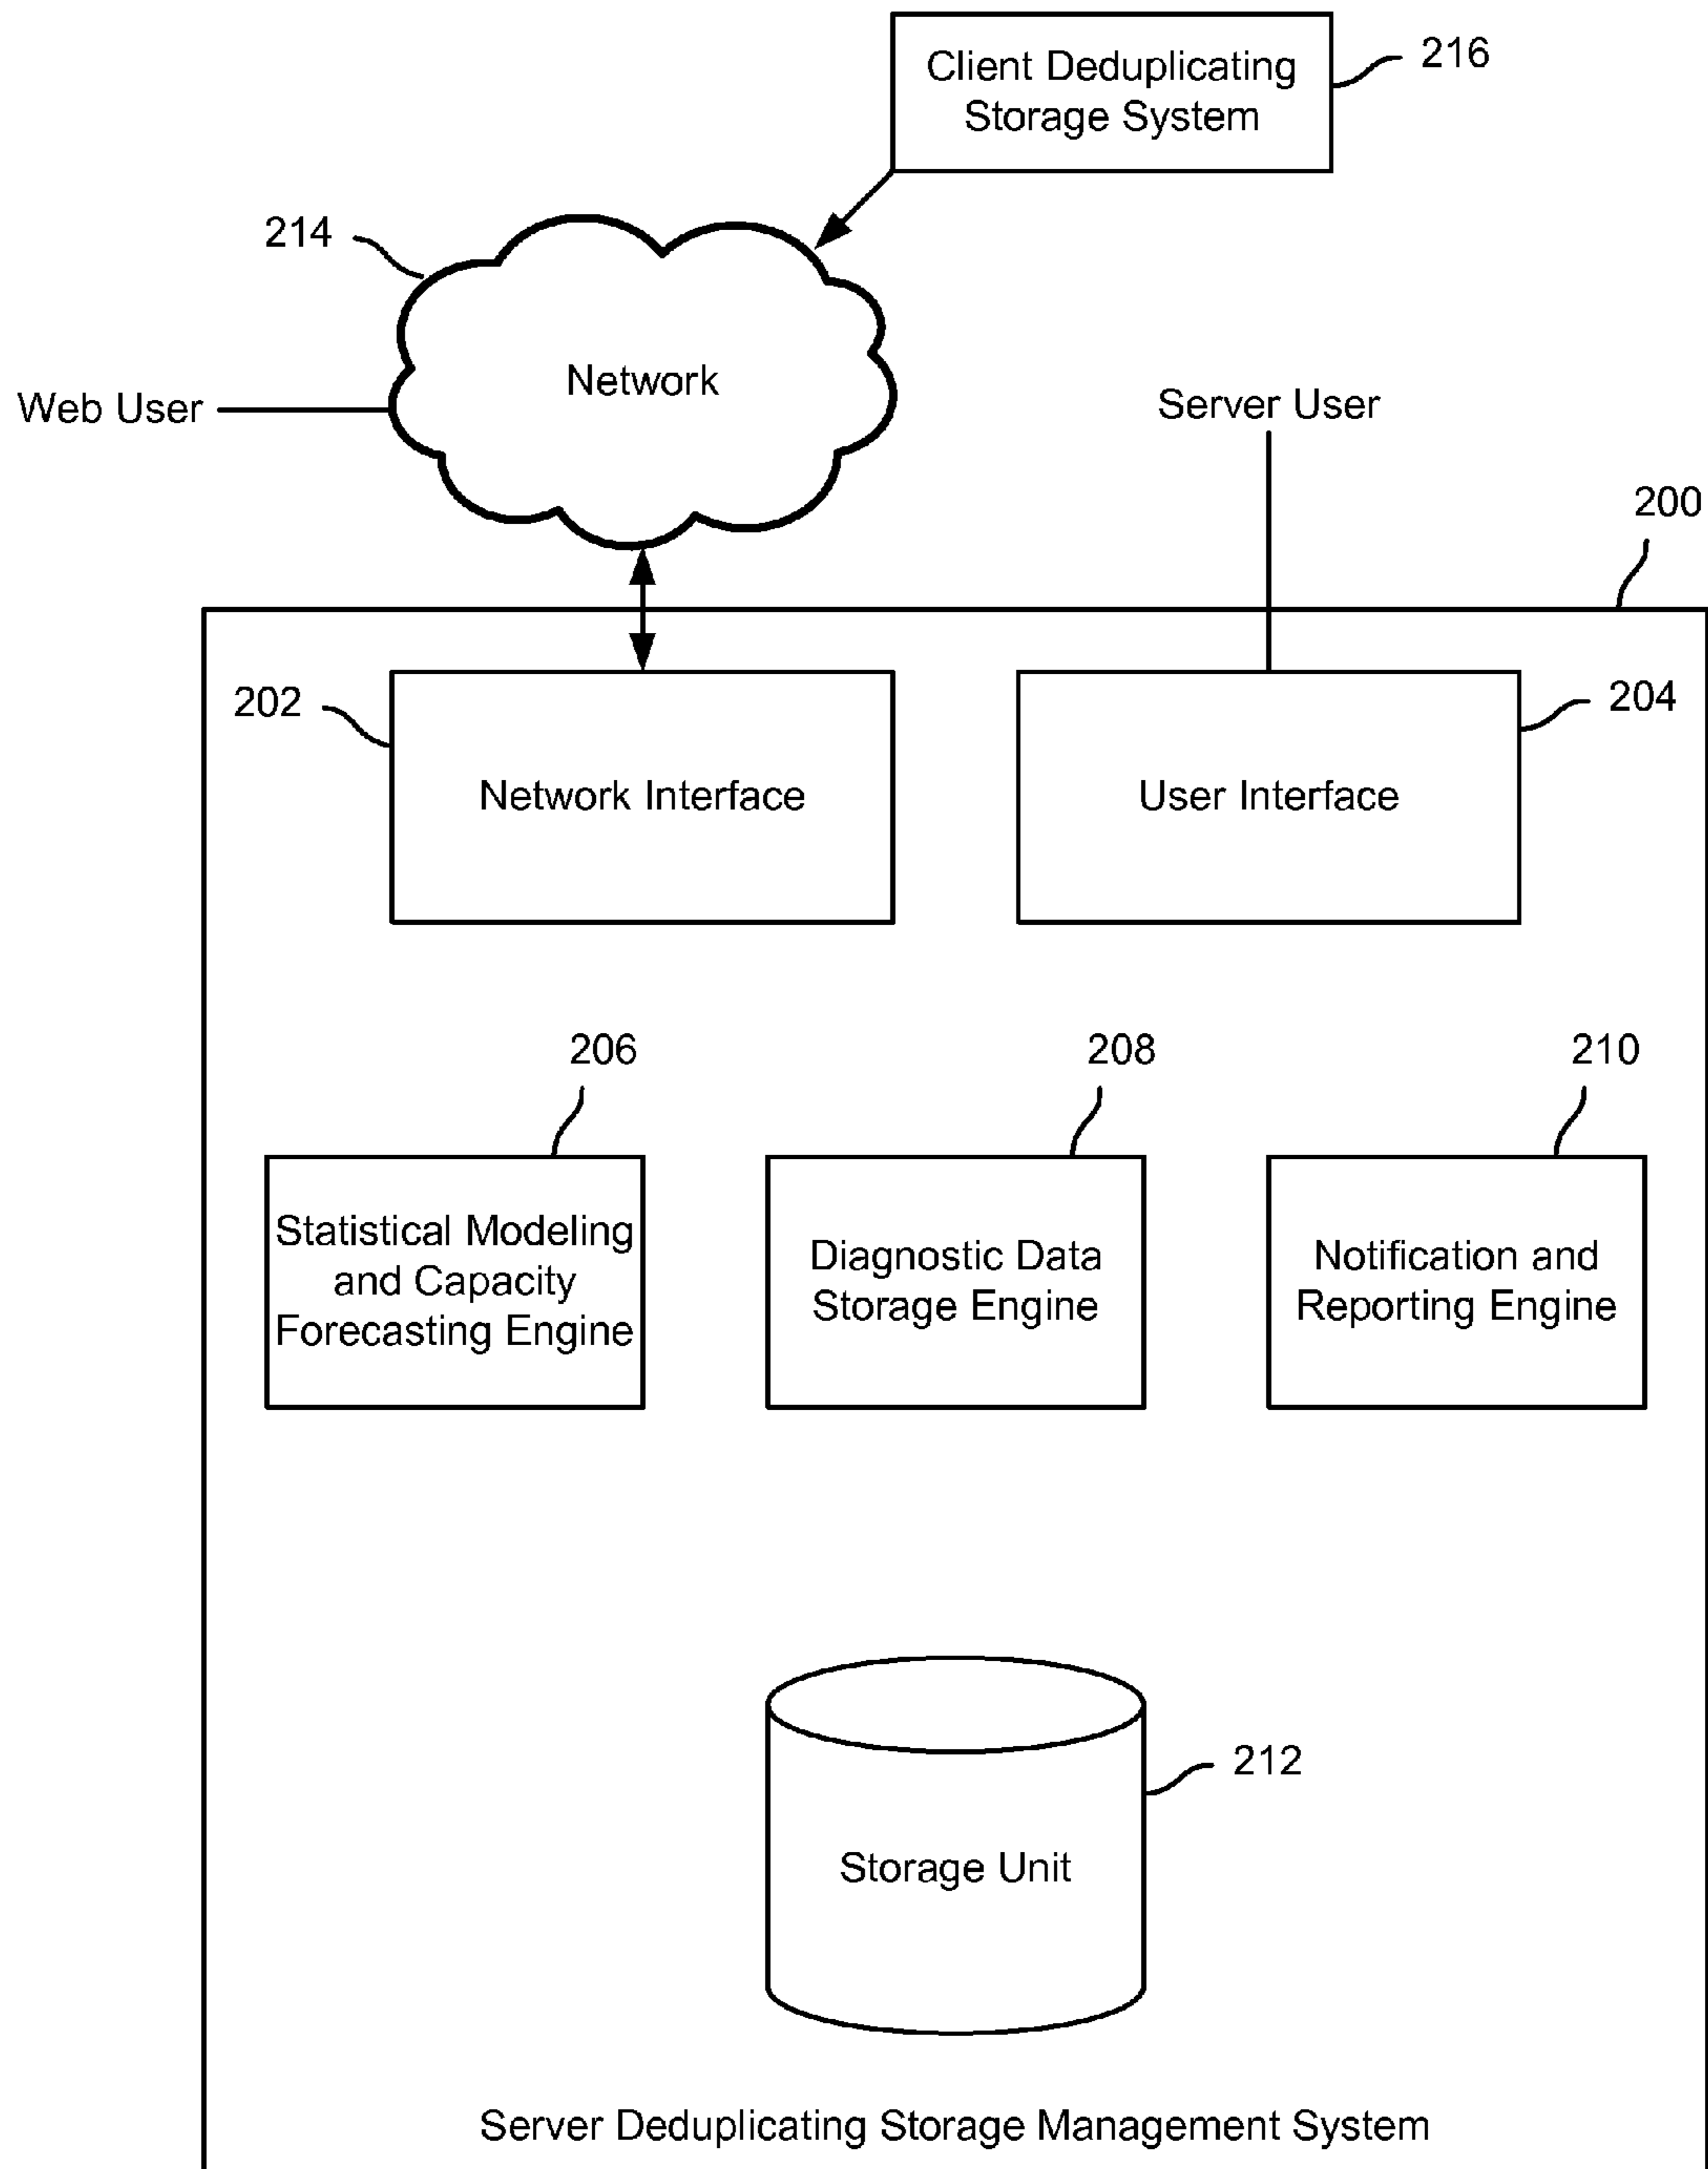 Client Deduplicating
Storage System
216
214
Network
Web User
Server User
200
202
Network Interface
204
User Interface
206
208
210
Statistical Modeling
and Capacity
Forecasting Engine
Diagnostic Data
Storage Engine
Notification and
Reporting Engine
212
Storage Unit
Server Deduplicating Storage Management System